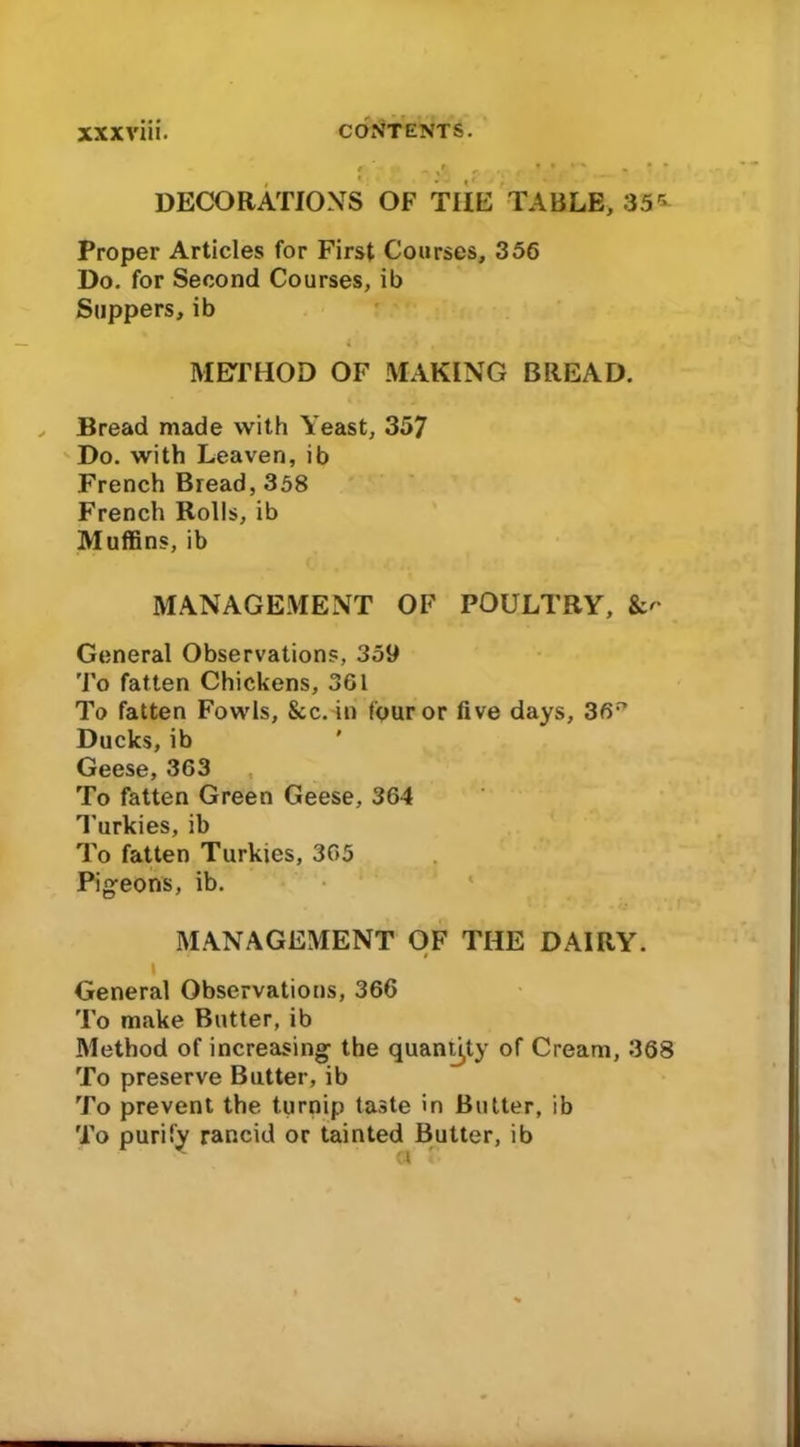 xxxviii. CONTENTS.
DECORATIONS OF THE TABLE,
Proper Articles for First Courses, 356
Do. for Second Courses, ib
Suppers, ib
METHOD OF MAKING BREAD.
Bread made with Yeast, 357
Do. with Leaven, ib
French Bread, 358
French Rolls, ib
Muffins, ib
MANAGEMENT OF POULTRY,
General Observations, 359
To fatten Chickens, 361
To fatten Fowls, &c. in four or five days,
Ducks, ib
Geese, 363
To fatten Green Geese, 364
Turkies, ib
To fatten Turkies, 365
Pigeons, ib.
MANAGEMENT OF THE DAIRY.
General Observations, 366
To make Butter, ib
Method of increasing the quantity of Cream, 368
To preserve Butter, ib
To prevent the turnip taste in Butter, ib
To purify rancid or tainted Butter, ib